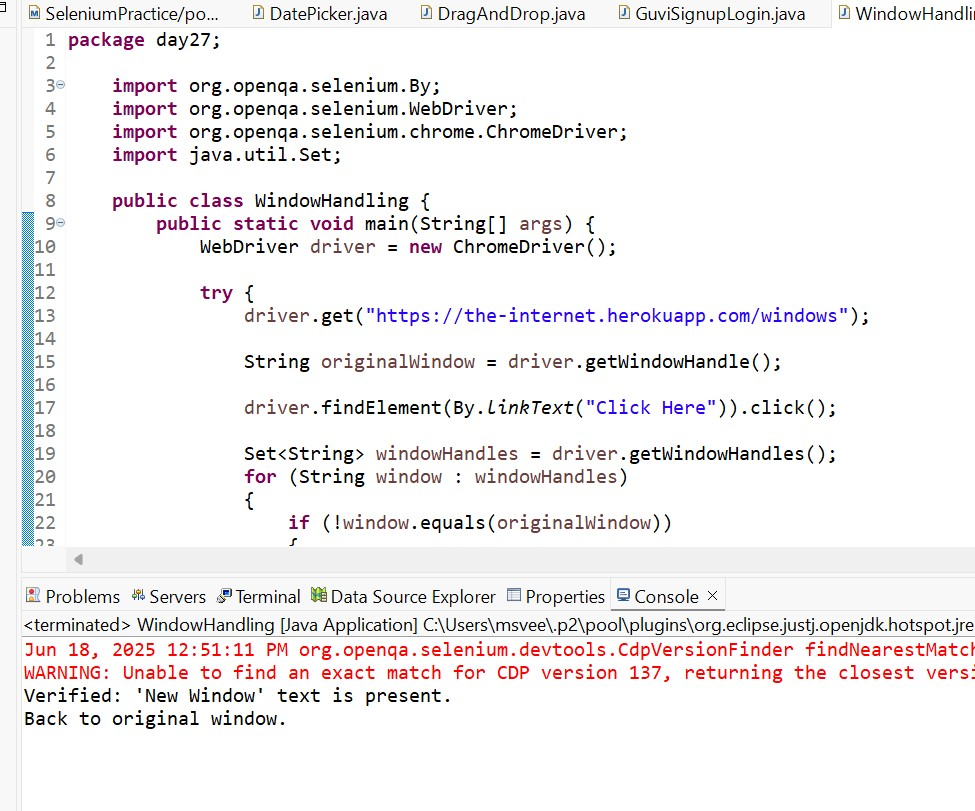 SeleniumPractice/po... DatePicker.java DragAndDrop.java GuviSignupLogin.java WindowHandli
1 package day27;
2
3 import org.openqa.selenium.By;
4 import org.openqa.selenium.WebDriver;
5 import org.openqa.selenium.chrome.ChromeDriver;
6 import java.util.Set;
7
8 public class WindowHandling {
9 public static void main(String[] args) {
10 WebDriver driver = new ChromeDriver();
11
12 try {
13 driver.get("https://the-internet.herokuapp.com/windows");
14
15 String originalWindow = driver.getWindowHandle();
16
17 driver.findElement(By.linkText("Click Here")).click();
18
19 Set<String> windowHandles = driver.getWindowHandles();
20 for (String window : windowHandles)
21 {
22 if (!window.equals(originalWindow))
23 {
Problems Servers Terminal Data Source Explorer Properties Console
<terminated> WindowHandling [Java Application] C:\Users\msvee\.p2\pool\plugins\org.eclipse.justj.openjdk.hotspot.jre
Jun 18, 2025 12:51:11 PM org.openqa.selenium.devtools.CdpVersionFinder findNearestMatch
WARNING: Unable to find an exact match for CDP version 137, returning the closest versi
Verified: 'New Window' text is present.
Back to original window.